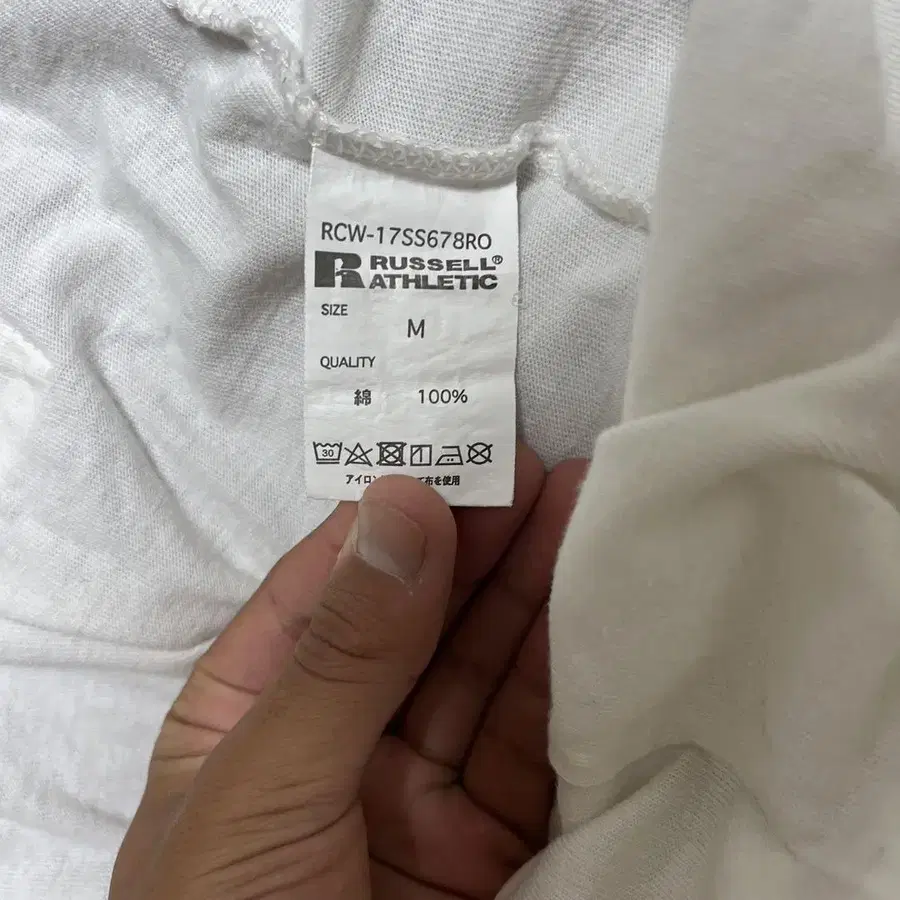 RCW-17SS678RO
RUSSELL®
ATHLETIC
SIZE
M
QUALITY
綿 100%
30
アイロン 布を使用